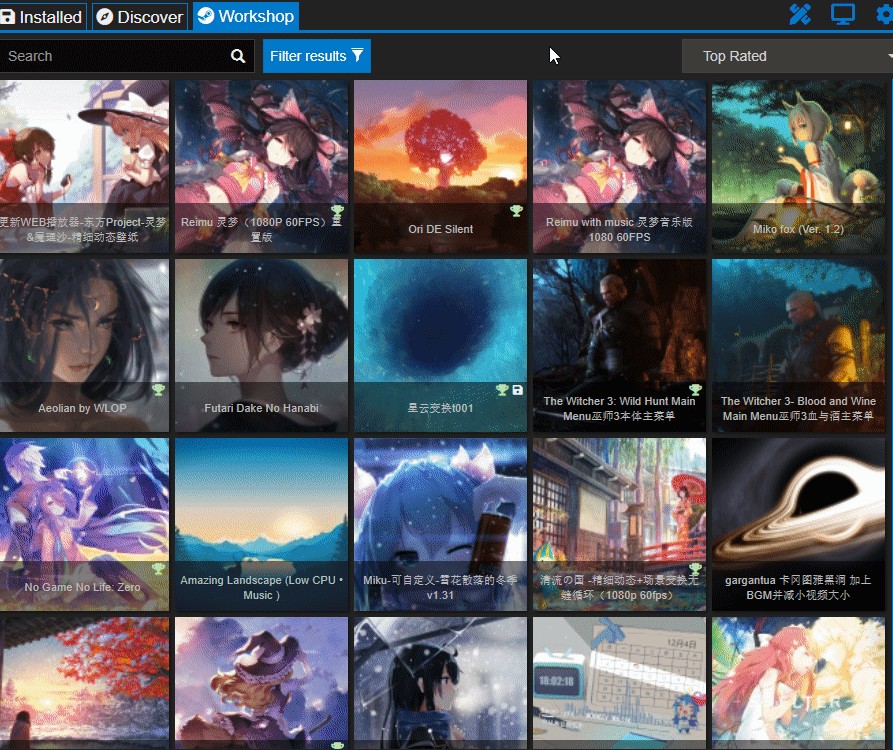 Installed
Discover
Workshop
Search
Filter results
Top Rated
更新WEB播放器-东方Project-灵梦
&魔理沙-精细动态壁纸
Reimu 灵梦（1080P 60FPS）重
置版
Ori DE Silent
Reimu with music 灵梦音乐版
1080 60FPS
Miko fox (Ver. 1.2)
Aeolian by WLOP
Futari Dake No Hanabi
星云变换t001
The Witcher 3: Wild Hunt Main
Menu巫师3本体主菜单
The Witcher 3- Blood and Wine
Main Menu巫师3血与酒主菜单
No Game No Life: Zero
Amazing Landscape (Low CPU •
Music )
Miku-可自定义-雪花散落的冬季
v1.31
清流の国 -精细动态+场景变换无
缝循环（1080p 60fps）
gargantua 卡冈图雅黑洞 加上
BGM并减小视频大小
12月4日
18:02:18